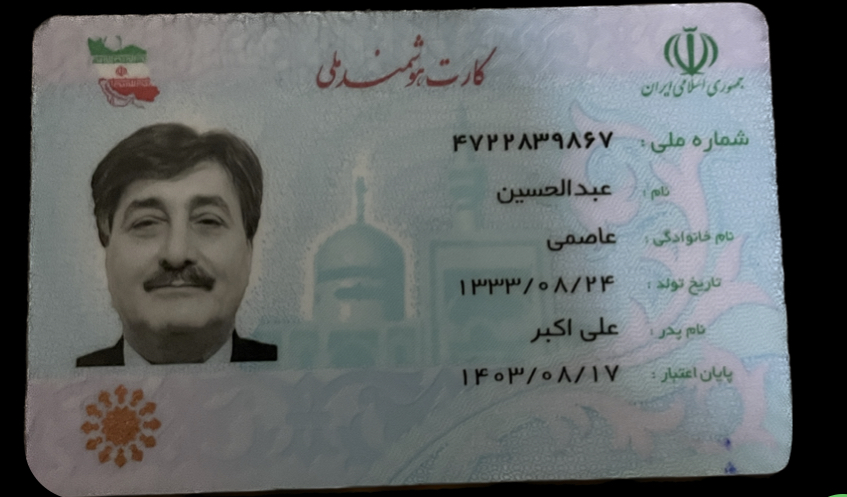 کارت هوشمند ملی
جمهوری اسلامی ایران
شماره ملی : ۴۷۲۲۸۳۹۸۶۷
نام : عبدالحسین
نام خانوادگی : عاصمی
تاریخ تولد : ۱۳۳۳/۰۸/۲۴
نام پدر : علی اکبر
پایان اعتبار : ۱۴۰۳/۰۸/۱۷